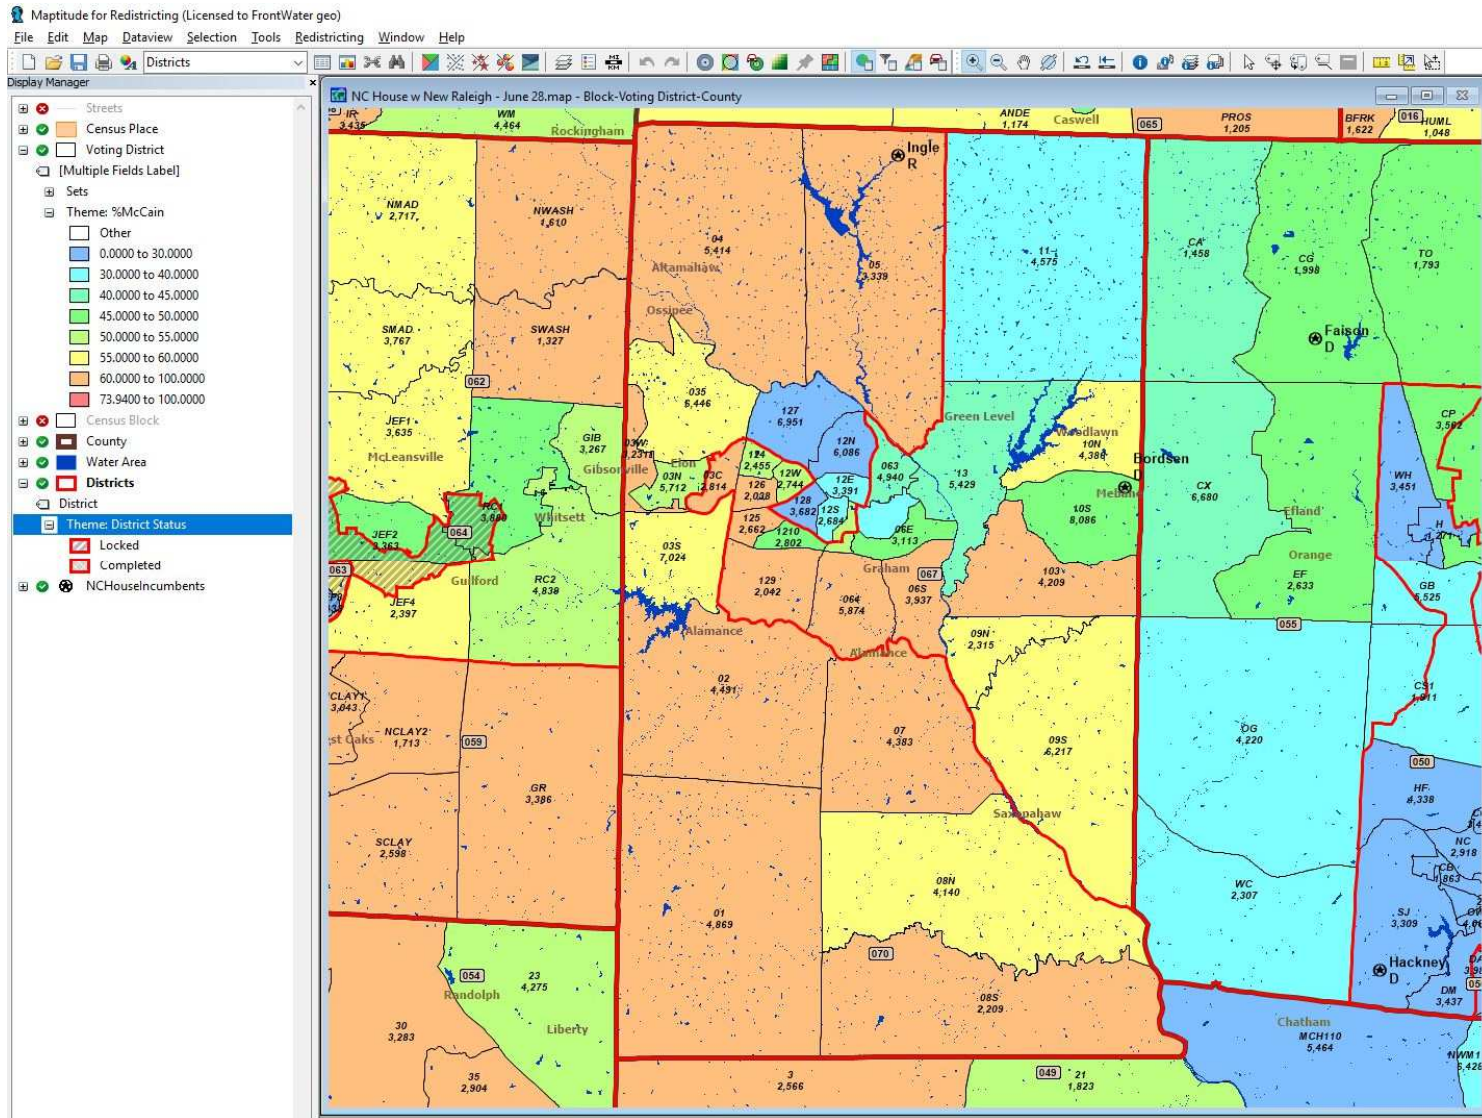 Maptitude for Redistricting (Licensed to FrontWater geo)
File Edit Map Dataview Selection Tools Redistricting Window Help
Districts
Display Manager
Streets
Census Place
Voting District
[Multiple Fields Label]
Sets
Theme: %McCain
Other
0.0000 to 30.0000
30.0000 to 40.0000
40.0000 to 45.0000
45.0000 to 50.0000
50.0000 to 55.0000
55.0000 to 60.0000
60.0000 to 100.0000
73.9400 to 100.0000
Census Block
County
Water Area
Districts
District
Theme: District Status
Locked
Completed
NCHouseIncumbents
NC House w New Raleigh - June 28.map - Block-Voting District-County
3,435
WM
4,464
Rockingham
ANDE
1,174
Caswell
065
PROS
1,205
BFRK
1,622
016
HUML
1,048
Ingle
R
NMAD
2,717
NWASH
1,610
04
5,414
Altamahaw
05
3,339
11
4,575
CA
1,458
CG
1,998
TO
1,793
Ossipee
SMAD
3,767
SWASH
1,327
Faison
D
062
035
6,446
127
6,951
12N
6,086
Green Level
Woodlawn
10N
4,386
CP
JEF1
3,635
McLeansville
GIB
3,267
Gibsonville
03W
Elon
03N
5,712
03C
2,814
124
2,455
12W
2,744
126
2,038
12E
3,391
063
4,940
13
5,429
Bordsen
D
WH
3,451
RC1
Whitsett
128
3,682
12S
2,684
10S
8,086
CX
6,680
Efland
H
064
JEF2
3,363
03S
7,024
125
2,662
1210
2,802
06E
3,113
Orange
063
Guilford
RC2
4,839
Graham
067
103
4,209
EF
2,633
GB
5,525
JEF4
2,397
129
2,042
064
5,874
06S
3,937
055
Alamance
Alamance
09N
2,315
02
4,491
CS1
NCLAY2
1,713
059
07
4,383
09S
6,217
OG
4,220
050
GR
3,386
HF
4,338
Saxapahaw
SCLAY
2,598
NC
2,918
CB
08N
4,140
WC
2,307
01
4,869
SJ
3,309
070
Hackney
D
054
Randolph
23
4,275
08S
2,209
DM
3,437
30
3,283
Liberty
Chatham
MCH110
5,464
35
2,904
3
2,566
049
21
1,823